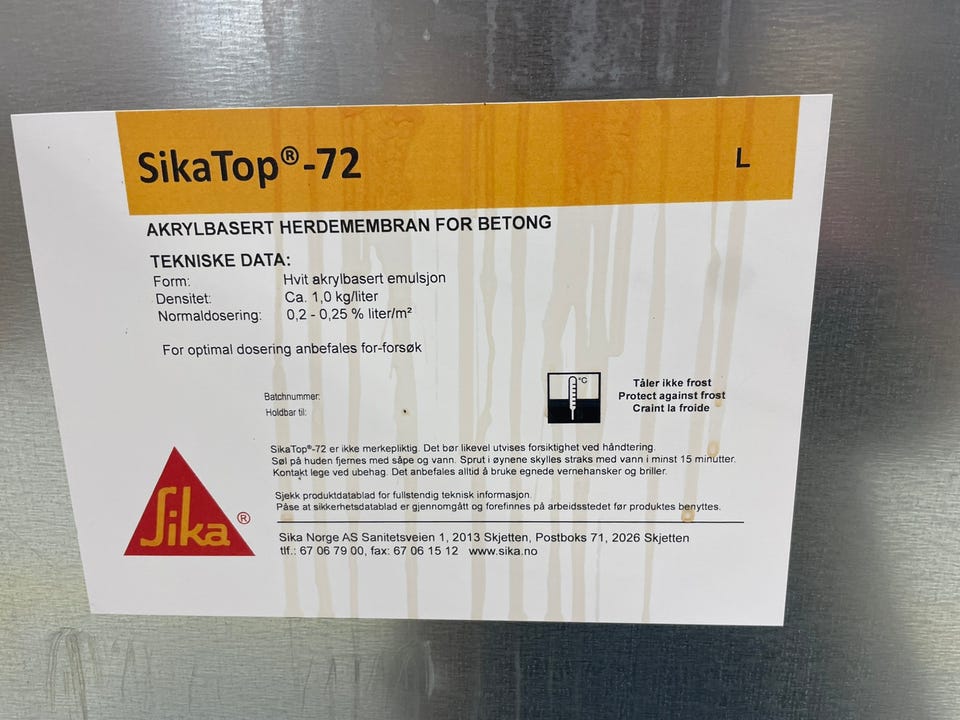 SikaTop®-72
L
AKRYLBASERT HERDEMEMBRAN FOR BETONG
TEKNISKE DATA:
Form: Hvit akrylbasert emulsjon
Densitet: Ca. 1,0 kg/liter
Normaldosering: 0,2 - 0,25 % liter/m²
For optimal dosering anbefales for-forsøk
Batchnummer:
Holdbar til:
°C
Tåler ikke frost
Protect against frost
Craint la froide
SikaTop®-72 er ikke merkepliktig. Det bør likevel utvises forsiktighet ved håndtering.
Søl på huden fjernes med såpe og vann. Sprut i øynene skylles straks med vann i minst 15 minutter.
Kontakt lege ved ubehag. Det anbefales alltid å bruke egnede vernehansker og briller.
Sjekk produktdatablad for fullstendig teknisk informasjon.
Påse at sikkerhetsdatablad er gjennomgått og forefinnes på arbeidsstedet før produktet benyttes.
Sika®
Sika Norge AS Sanitetsveien 1, 2013 Skjetten, Postboks 71, 2026 Skjetten
tlf.: 67 06 79 00, fax: 67 06 15 12 www.sika.no